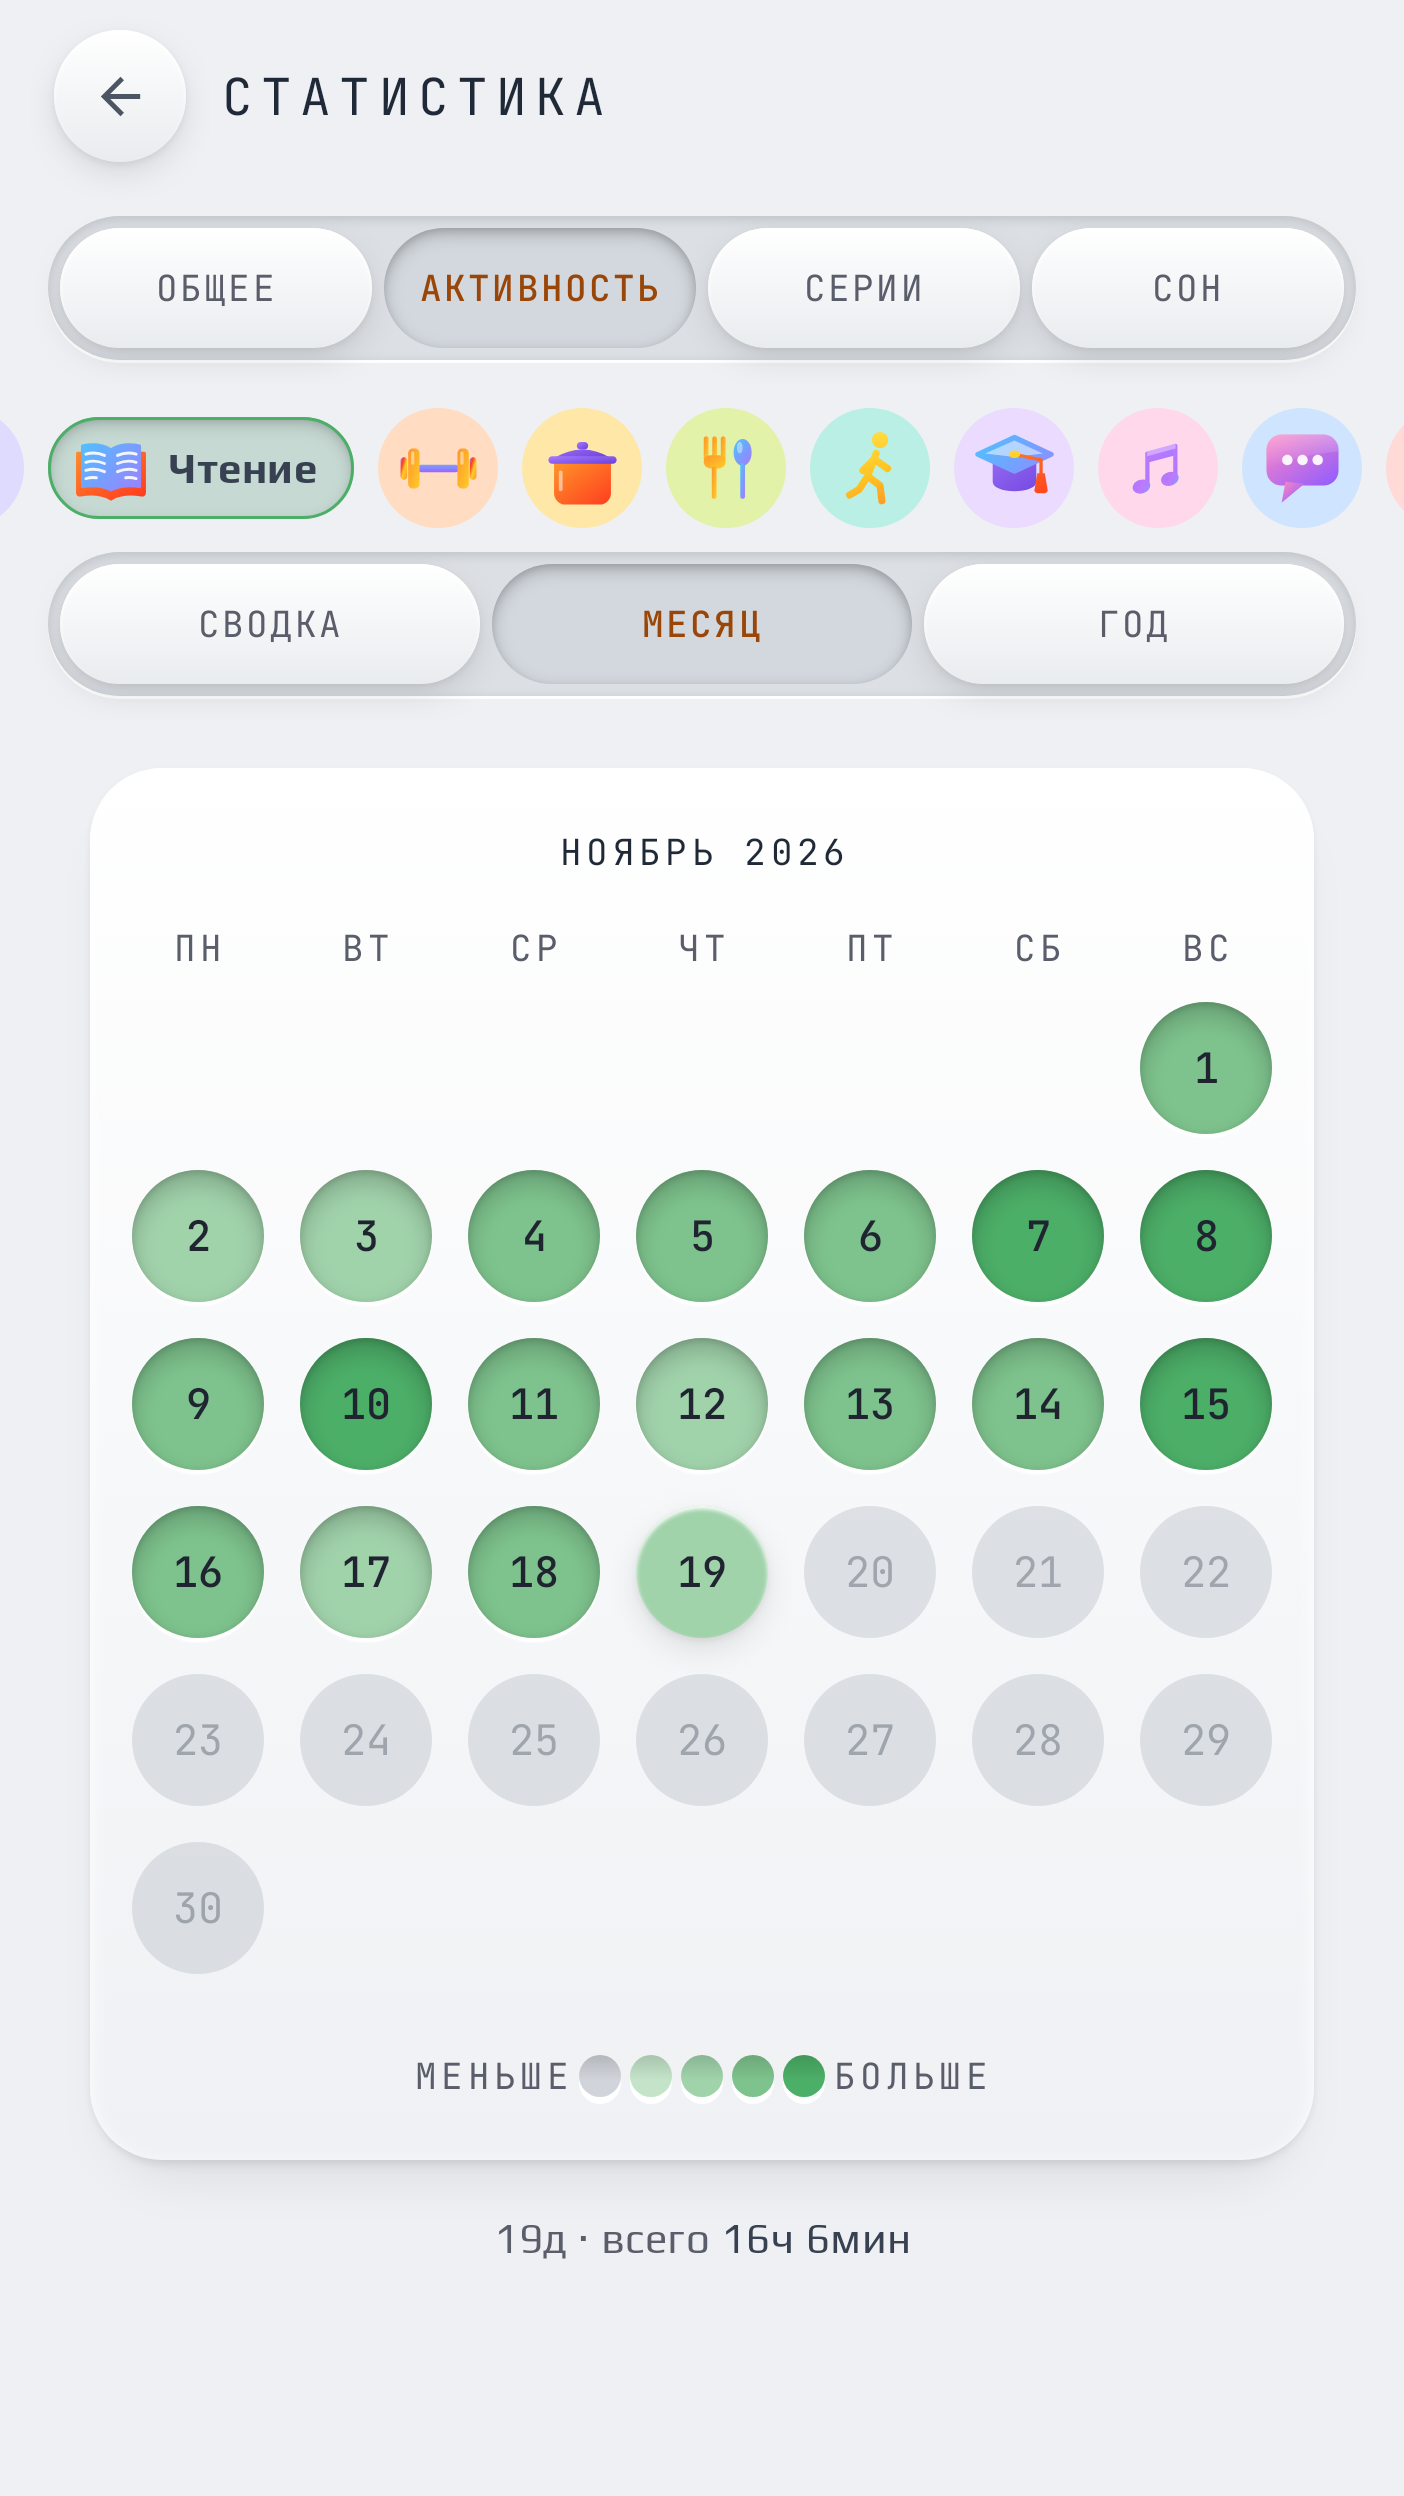 СТАТИСТИКА
ОБЩЕЕ АКТИВНОСТЬ СЕРИИ СОН
Чтение
СВОДКА МЕСЯЦ ГОД
НОЯБРЬ 2026
ПН ВТ СР ЧТ ПТ СБ ВС
1
2 3 4 5 6 7 8
9 10 11 12 13 14 15
16 17 18 19 20 21 22
23 24 25 26 27 28 29
30
МЕНЬШЕ БОЛЬШЕ
19д · всего 16ч 6мин